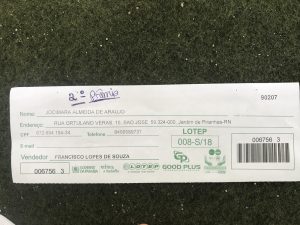 2º Prêmio
90207
Nome: JOCIMARA ALMEIDA DE ARAUJO
Endereço: RUA ORTULANO VERAS, 10, SAO JOSE, 59.324-000, Jardim de Piranhas-RN
CPF Telefone
E-mail
LOTEP
008-S/18
Vendedor FRANCISCO LOPES DE SOUZA
006756 3
006756 3
LOTEP GOOD PLUS